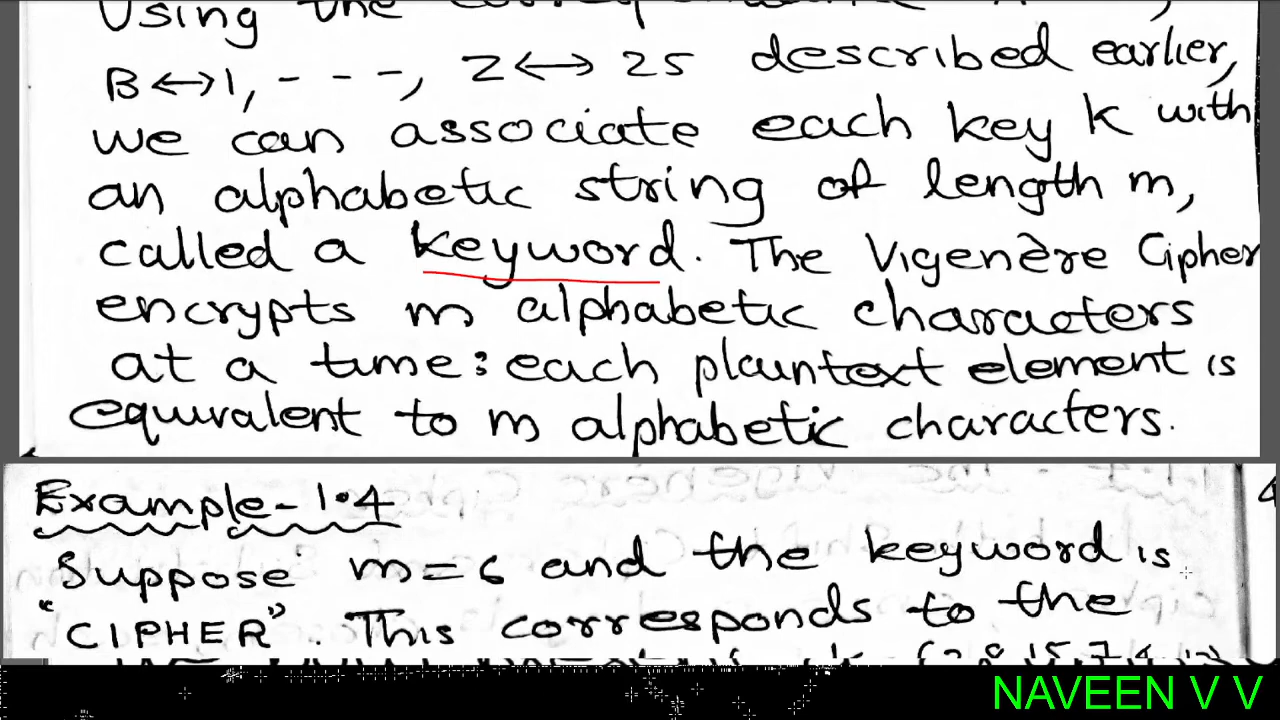 Using the
B↔1, - - -, Z↔25 described earlier,
we can associate each key K with
an alphabetic string of length m,
called a keyword. The Vigenère Cipher
encrypts m alphabetic characters
at a time: each plaintext element is
equivalent to m alphabetic characters.
Example-1.4
Suppose m=6 and the keyword is
"CIPHER". This corresponds to the
4
NAVEEN V V